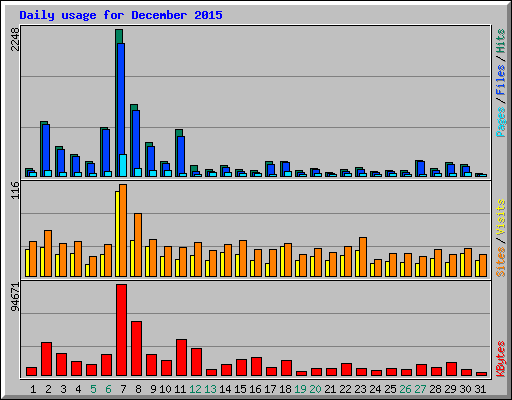 Daily usage for December 2015
2248
Pages / Files / Hits
116
Sites / Visits
94671
KBytes
1 2 3 4 5 6 7 8 9 10 11 12 13 14 15 16 17 18 19 20 21 22 23 24 25 26 27 28 29 30 31